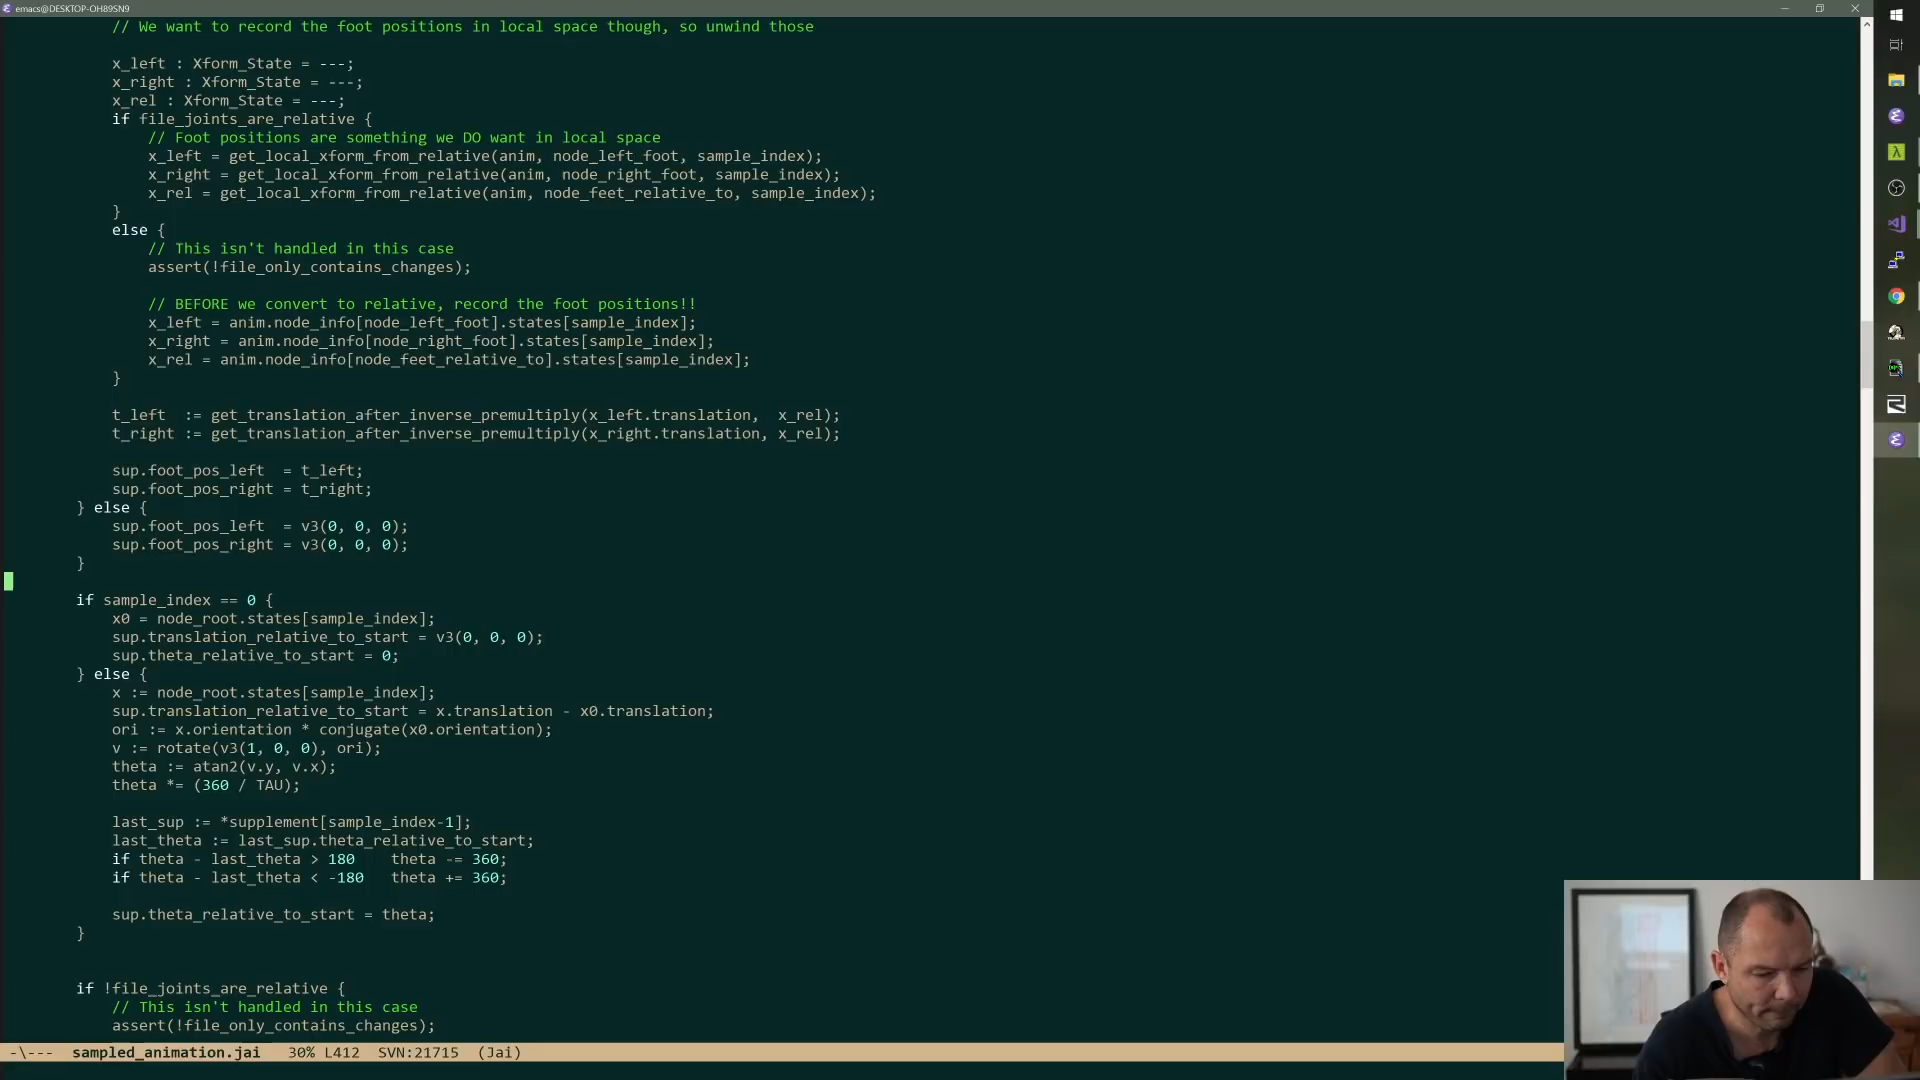 emacs@DESKTOP-OH89SN9
// We want to record the foot positions in local space though, so unwind those
x_left : Xform_State = ---;
x_right : Xform_State = ---;
x_rel : Xform_State = ---;
if file_joints_are_relative {
// Foot positions are something we DO want in local space
x_left = get_local_xform_from_relative(anim, node_left_foot, sample_index);
x_right = get_local_xform_from_relative(anim, node_right_foot, sample_index);
x_rel = get_local_xform_from_relative(anim, node_feet_relative_to, sample_index);
}
else {
// This isn't handled in this case
assert(!file_only_contains_changes);
// BEFORE we convert to relative, record the foot positions!!
x_left = anim.node_info[node_left_foot].states[sample_index];
x_right = anim.node_info[node_right_foot].states[sample_index];
x_rel = anim.node_info[node_feet_relative_to].states[sample_index];
}
t_left  := get_translation_after_inverse_premultiply(x_left.translation,  x_rel);
t_right := get_translation_after_inverse_premultiply(x_right.translation, x_rel);
sup.foot_pos_left  = t_left;
sup.foot_pos_right = t_right;
} else {
sup.foot_pos_left  = v3(0, 0, 0);
sup.foot_pos_right = v3(0, 0, 0);
}
if sample_index == 0 {
x0 = node_root.states[sample_index];
sup.translation_relative_to_start = v3(0, 0, 0);
sup.theta_relative_to_start = 0;
} else {
x := node_root.states[sample_index];
sup.translation_relative_to_start = x.translation - x0.translation;
ori := x.orientation * conjugate(x0.orientation);
v := rotate(v3(1, 0, 0), ori);
theta := atan2(v.y, v.x);
theta *= (360 / TAU);
last_sup := *supplement[sample_index-1];
last_theta := last_sup.theta_relative_to_start;
if theta - last_theta > 180    theta -= 360;
if theta - last_theta < -180   theta += 360;
sup.theta_relative_to_start = theta;
}
if !file_joints_are_relative {
// This isn't handled in this case
assert(!file_only_contains_changes);
-\---  sampled_animation.jai   30% L412  SVN:21715  (Jai)